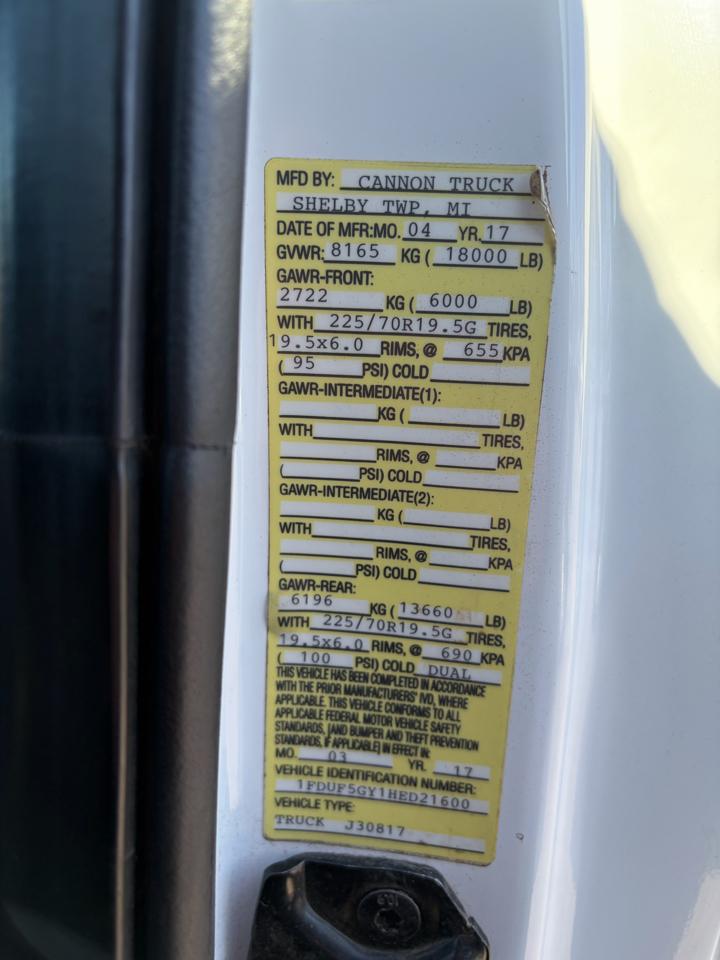 MFD BY: CANNON TRUCK
SHELBY TWP, MI
DATE OF MFR:MO. 04 YR. 17
GVWR: 8165 KG ( 18000 LB)
GAWR-FRONT:
2722 KG ( 6000 LB)
WITH 225/70R19.5G TIRES,
19.5x6.0 RIMS, @ 655 KPA
( 95 PSI) COLD
GAWR-INTERMEDIATE(1):
KG ( LB)
WITH TIRES,
RIMS, @ KPA
( PSI) COLD
GAWR-INTERMEDIATE(2):
KG ( LB)
WITH TIRES,
RIMS, @ KPA
( PSI) COLD
GAWR-REAR:
6196 KG ( 13660 LB)
WITH 225/70R19.5G TIRES,
19.5x6.0 RIMS, @ 690 KPA
( 100 PSI) COLD DUAL
THIS VEHICLE HAS BEEN COMPLETED IN ACCORDANCE
WITH THE PRIOR MANUFACTURERS' IVD, WHERE
APPLICABLE. THIS VEHICLE CONFORMS TO ALL
APPLICABLE FEDERAL MOTOR VEHICLE SAFETY
STANDARDS, [AND BUMPER AND THEFT PREVENTION
STANDARDS, IF APPLICABLE] IN EFFECT IN:
MO. 03 YR. 17
VEHICLE IDENTIFICATION NUMBER:
1FDUF5GY1HED21600
VEHICLE TYPE:
TRUCK J30817